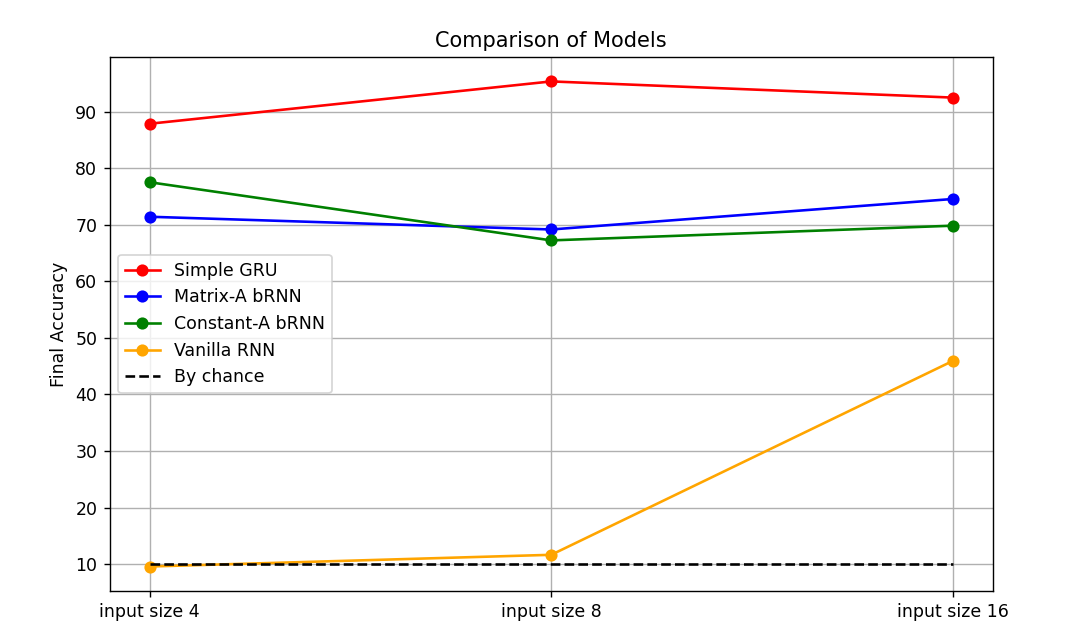 Comparison of Models
Final Accuracy
90
80
70
60
50
40
30
20
10
Simple GRU
Matrix-A bRNN
Constant-A bRNN
Vanilla RNN
By chance
input size 4
input size 8
input size 16